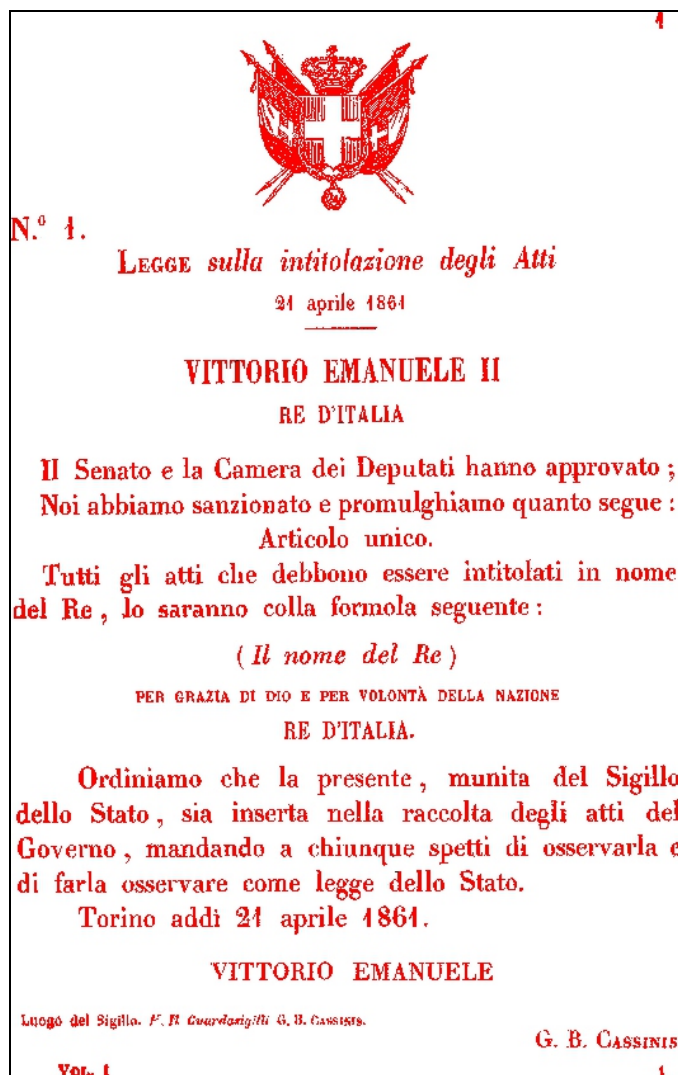 1
N.º 1.
LEGGE sulla intitolazione degli Atti
21 aprile 1861
VITTORIO EMANUELE II
RE D'ITALIA
Il Senato e la Camera dei Deputati hanno approvato ;
Noi abbiamo sanzionato e promulghiamo quanto segue :
Articolo unico.
Tutti gli atti che debbono essere intitolati in nome
del Re , lo saranno colla formola seguente :
( Il nome del Re )
PER GRAZIA DI DIO E PER VOLONTÀ DELLA NAZIONE
RE D'ITALIA.
Ordiniamo che la presente , munita del Sigillo
dello Stato , sia inserta nella raccolta degli atti del
Governo , mandando a chiunque spetti di osservarla e
di farla osservare come legge dello Stato.
Torino addì 21 aprile 1861.
VITTORIO EMANUELE
Luogo del Sigillo. V. Il Guardasigilli G. B. CASSINIS.
G. B. CASSINIS
VOL. I
1